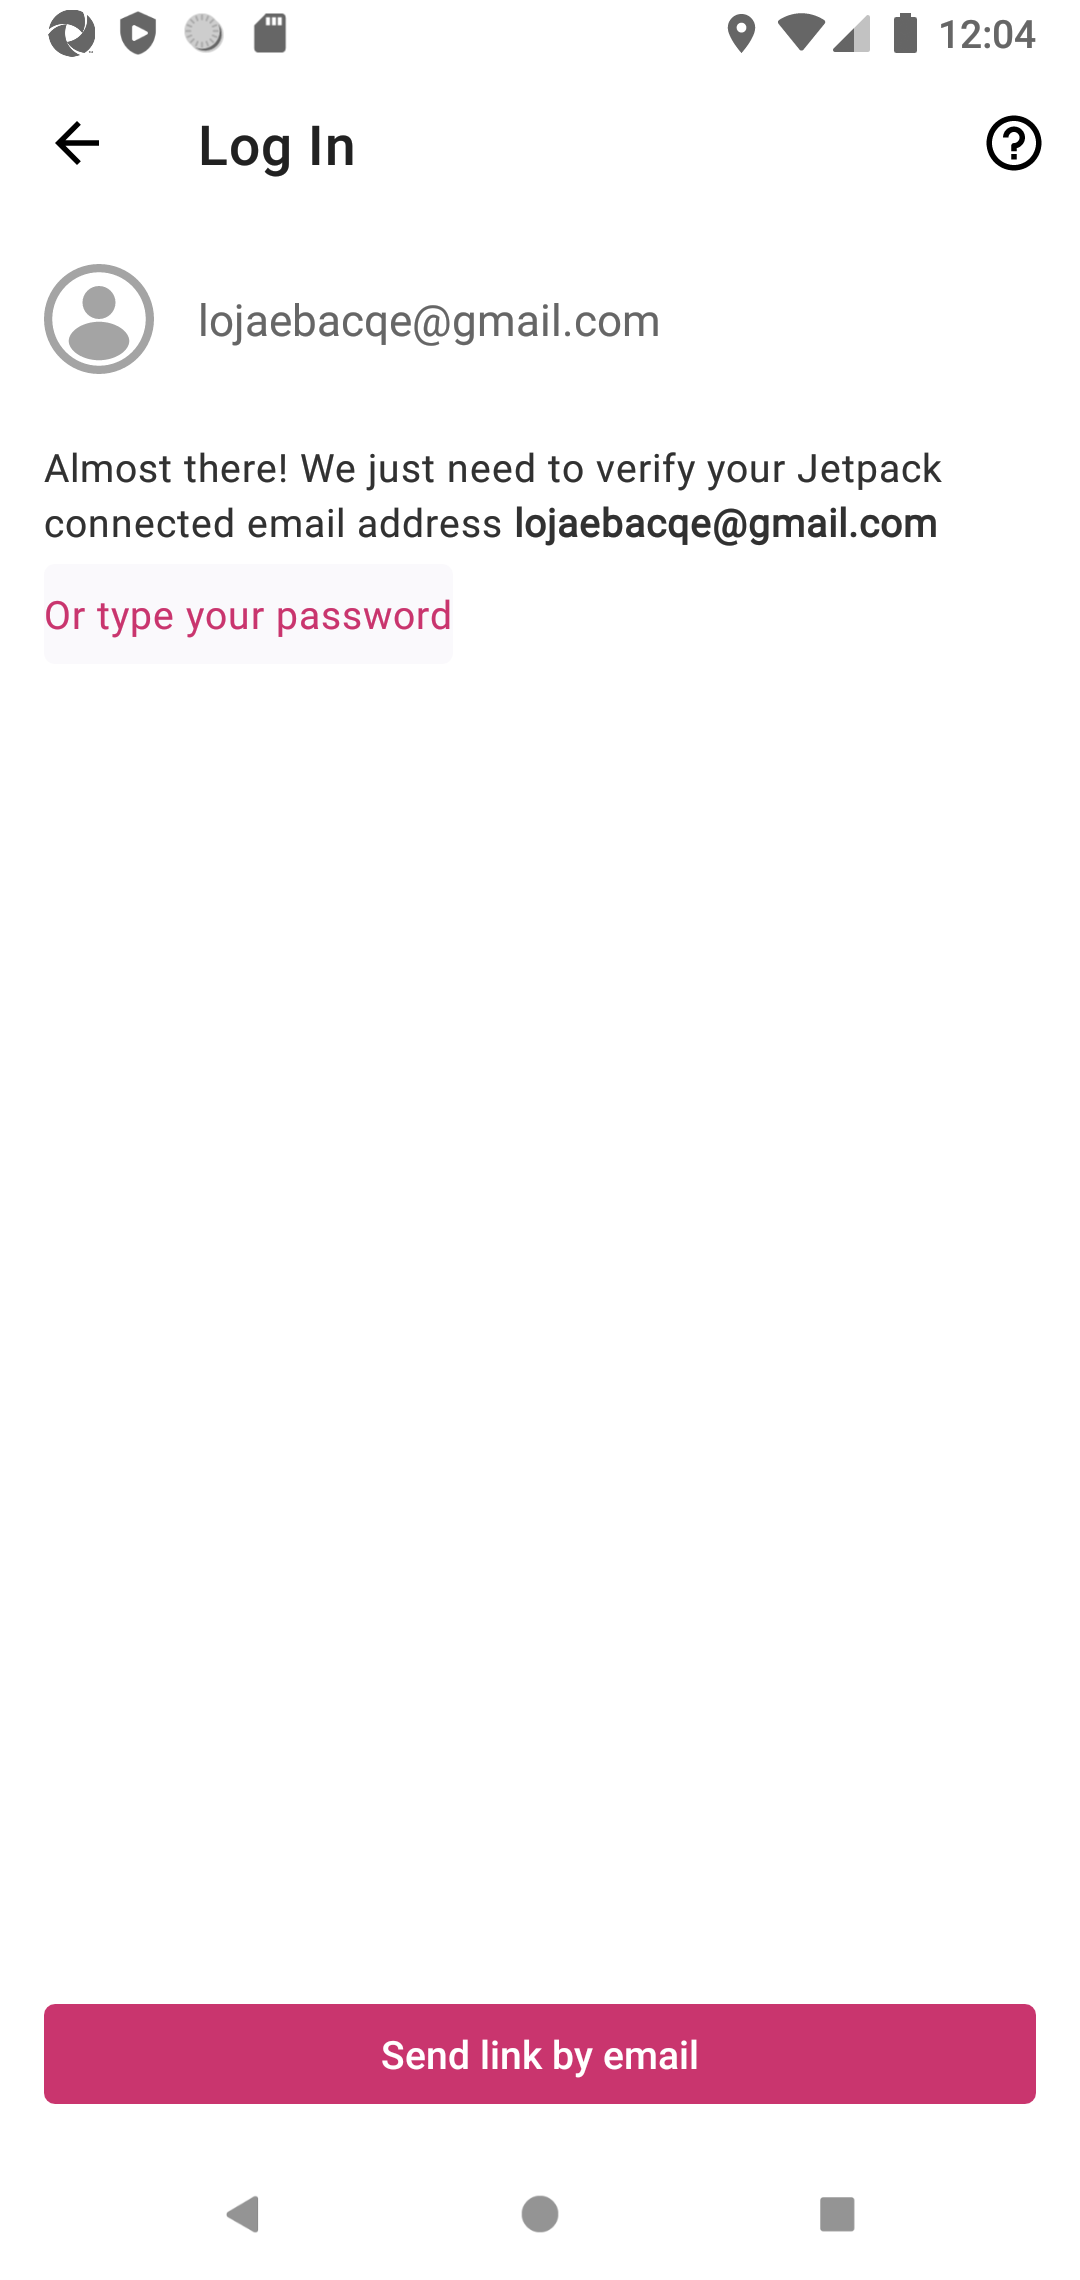 12:04
Log In
lojaebacqe@gmail.com
Almost there! We just need to verify your Jetpack
connected email address lojaebacqe@gmail.com
Or type your password
Send link by email